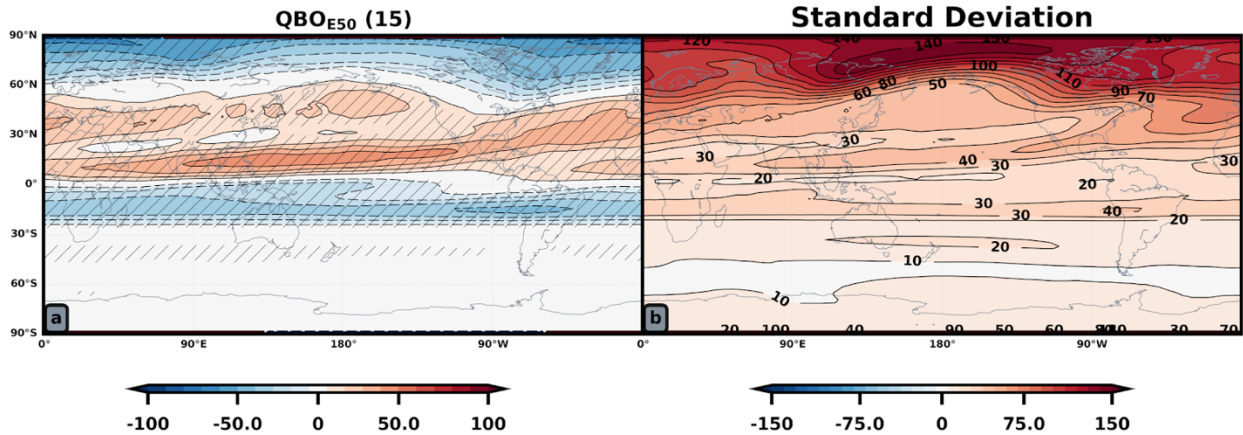 QBO_E50 (15)
Standard Deviation
90°N
60°N
30°N
0°
30°S
60°S
90°S
a
0° 90°E 180° 90°W
120 140 150 150
140
100
110
60 80 50
90
70
30
30
40 30 30
20 20
30
30 40 20
20
10
10
b
20 100 40 90 50 60 30 70
0° 90°E 180° 90°W
-100 -50.0 0 50.0 100
-150 -75.0 0 75.0 150